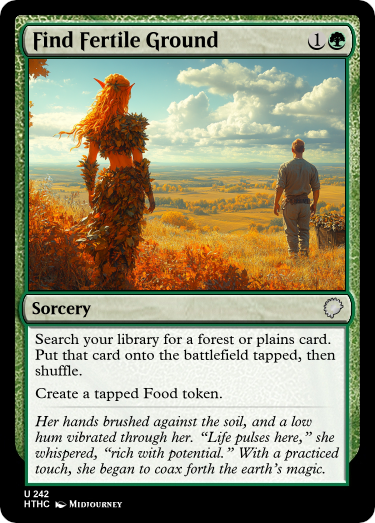 Find Fertile Ground 1
Sorcery
Search your library for a forest or plains card.
Put that card onto the battlefield tapped, then
shuffle.
Create a tapped Food token.
Her hands brushed against the soil, and a low
hum vibrated through her. “Life pulses here,” she
whispered, “rich with potential.” With a practiced
touch, she began to coax forth the earth’s magic.
U 242
HTHC Midjourney